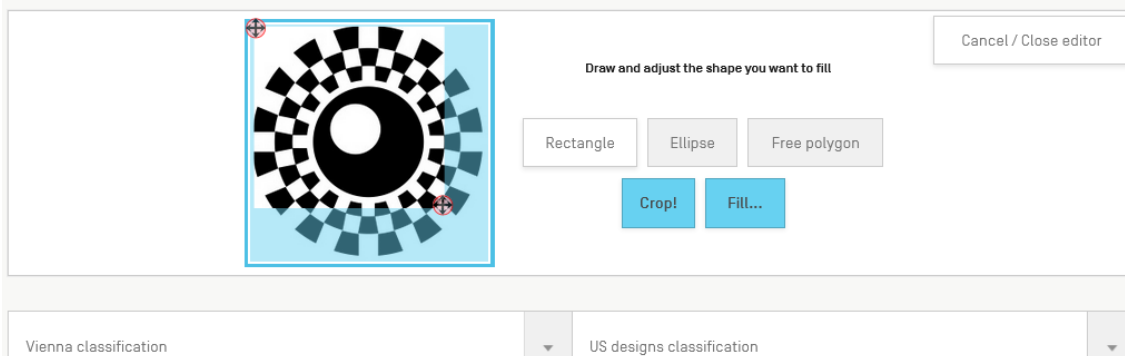 Cancel / Close editor
Draw and adjust the shape you want to fill
Rectangle Ellipse Free polygon
Crop! Fill...
Vienna classification US designs classification